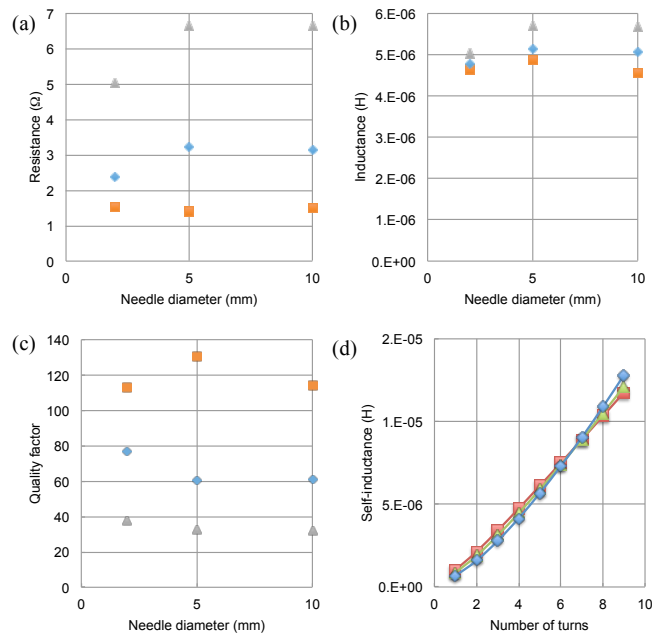 (a)
7
6
5
4
3
2
1
0
Resistance (Ω)
0 5 10
Needle diameter (mm)
(b)
6.E-06
5.E-06
4.E-06
3.E-06
2.E-06
1.E-06
0.E+00
Inductance (H)
0 5 10
Needle diameter (mm)
(c)
140
120
100
80
60
40
20
0
Quality factor
0 5 10
Needle diameter (mm)
(d)
2.E-05
1.E-05
5.E-06
0.E+00
Self-inductance (H)
0 2 4 6 8 10
Number of turns